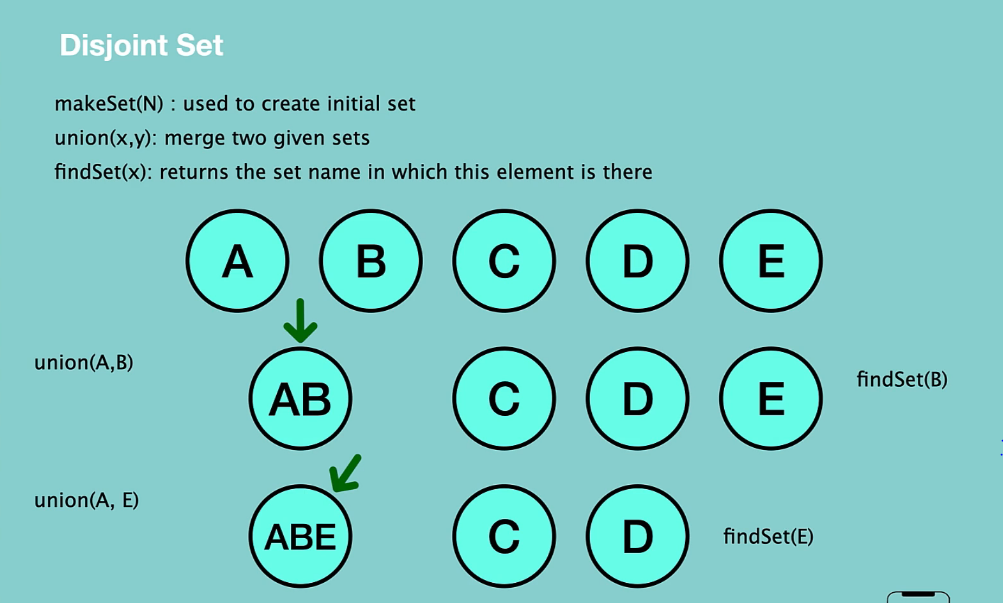 Disjoint Set
makeSet(N) : used to create initial set
union(x,y): merge two given sets
findSet(x): returns the set name in which this element is there
A B C D E
union(A,B) AB C D E findSet(B)
union(A, E) ABE C D findSet(E)